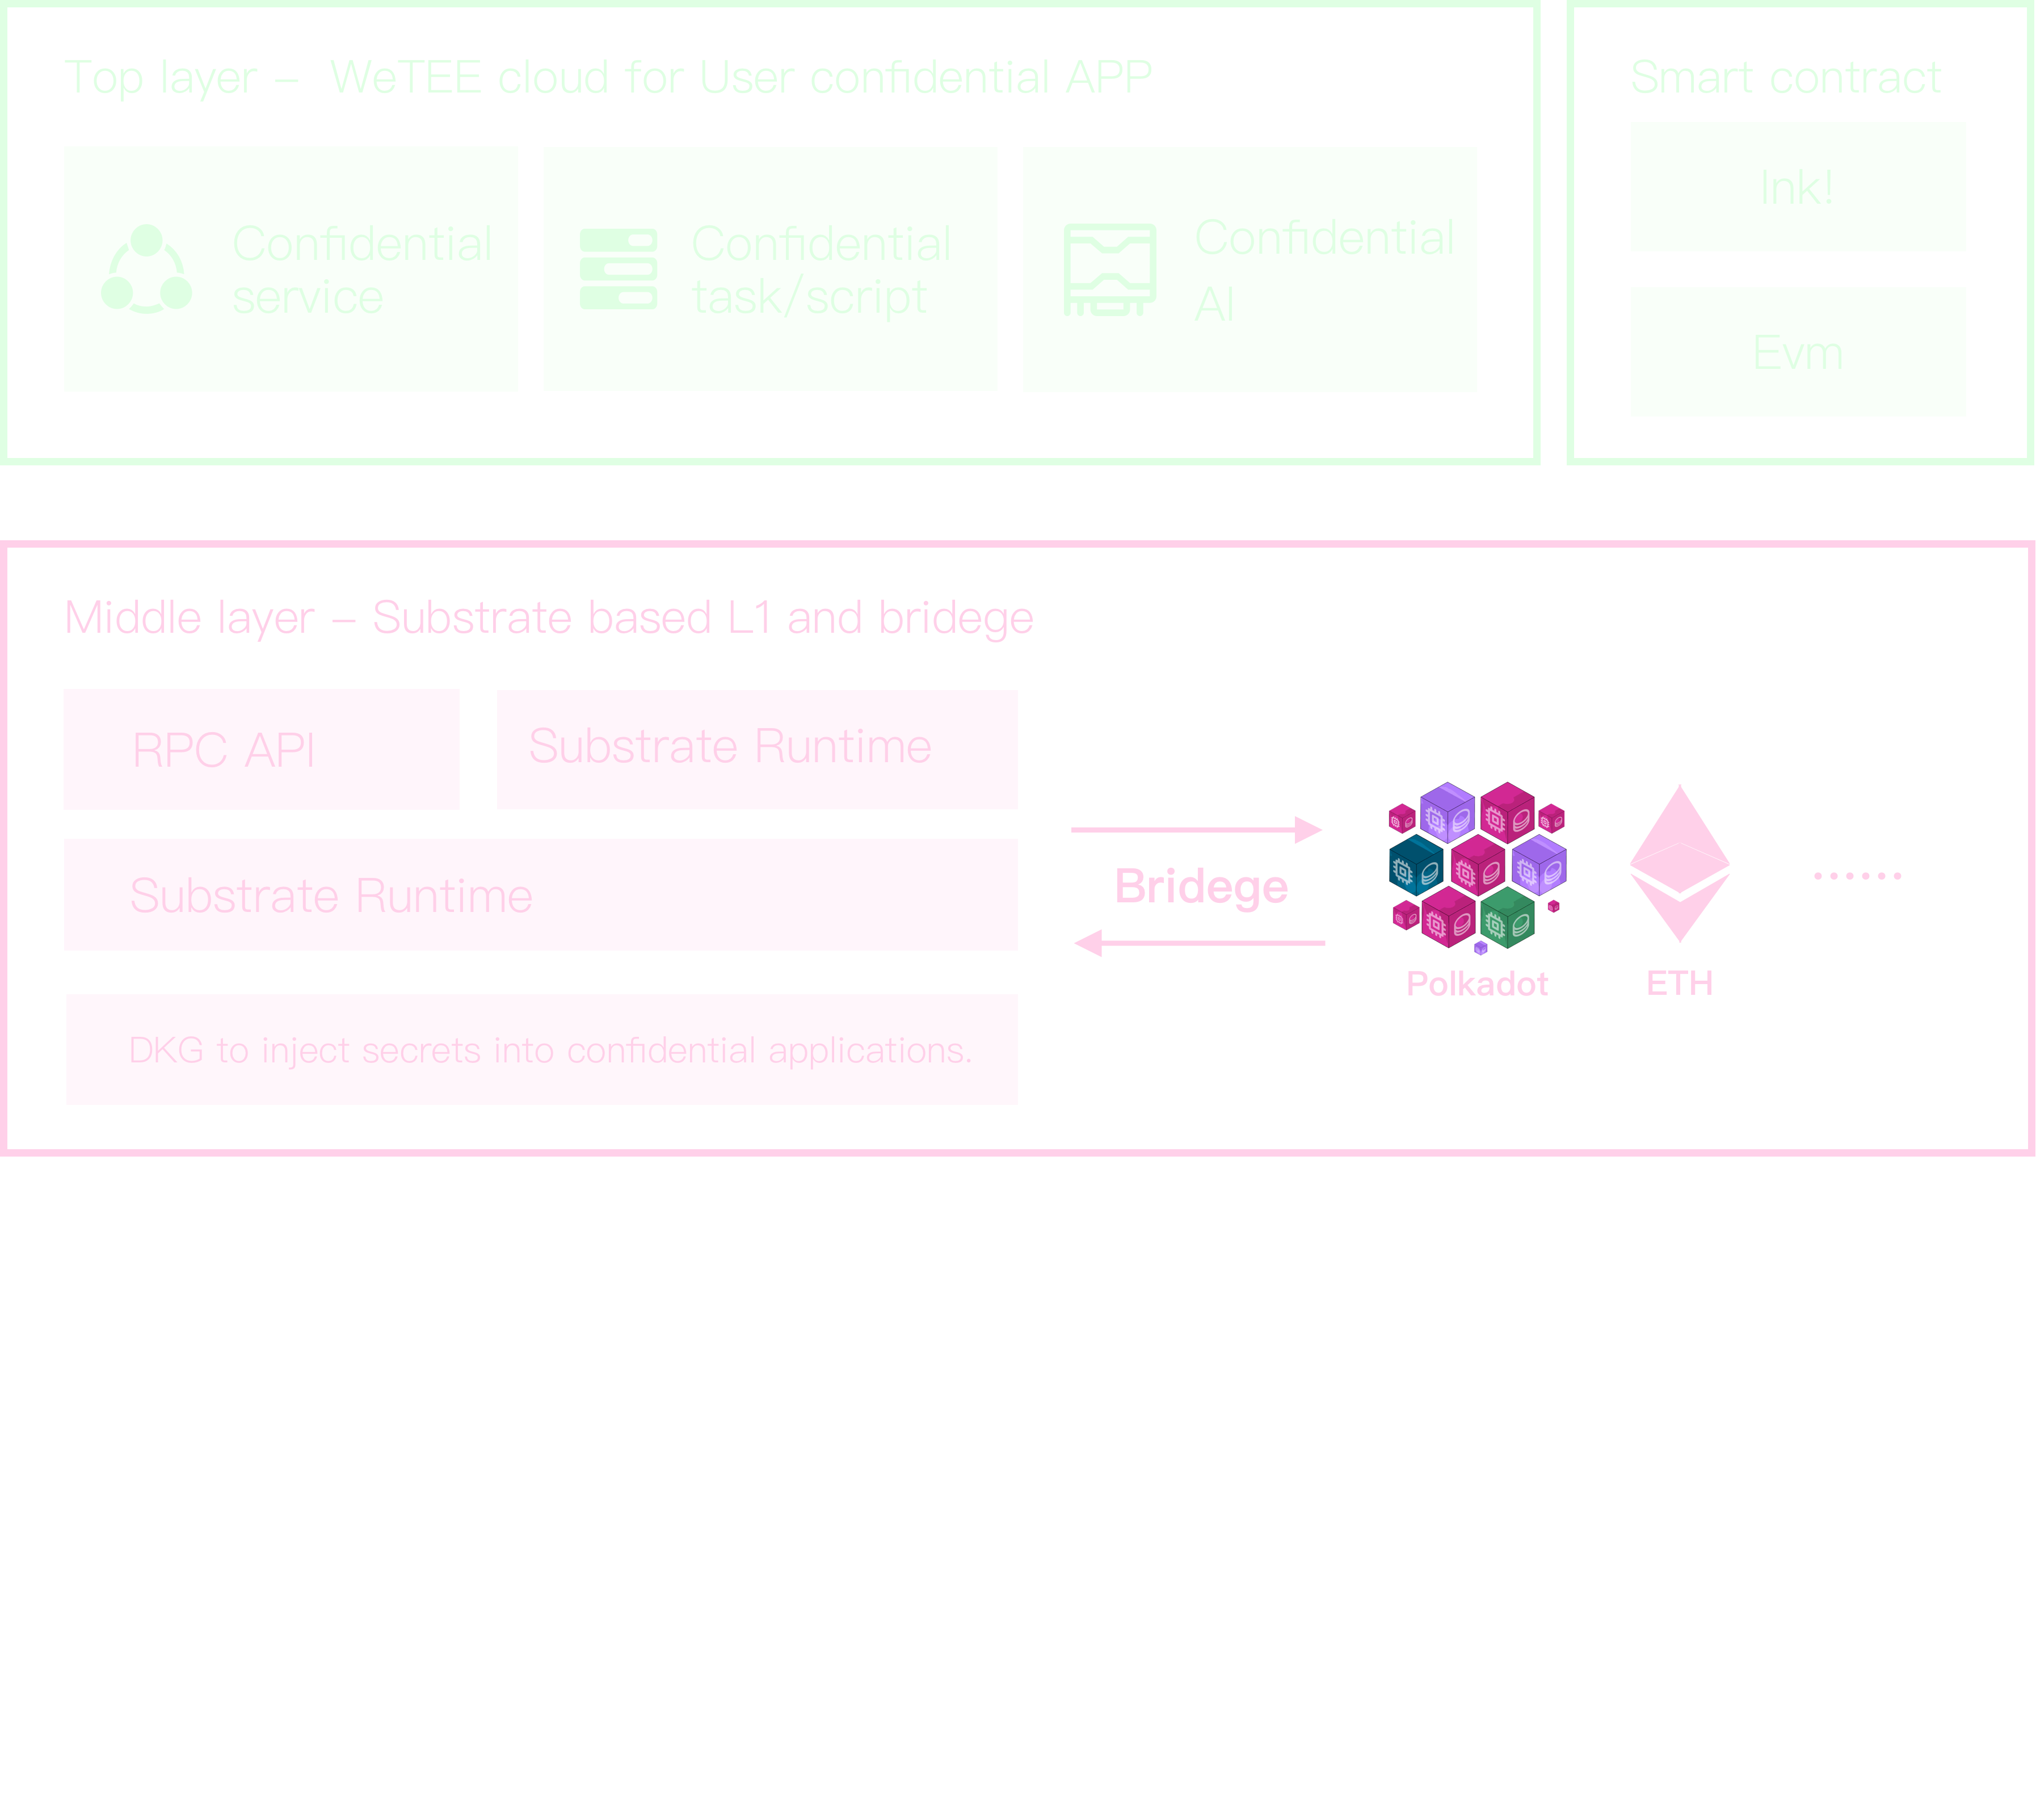 Top layer – WeTEE cloud for User confidential APP
Confidential
service
Confidential
task/script
Confidential
AI
Smart contract
Ink!
Evm
Middle layer – Substrate based L1 and bridege
RPC API
Substrate Runtime
Substrate Runtime
DKG to inject secrets into confidential applications.
Bridege
Polkadot
ETH
.......